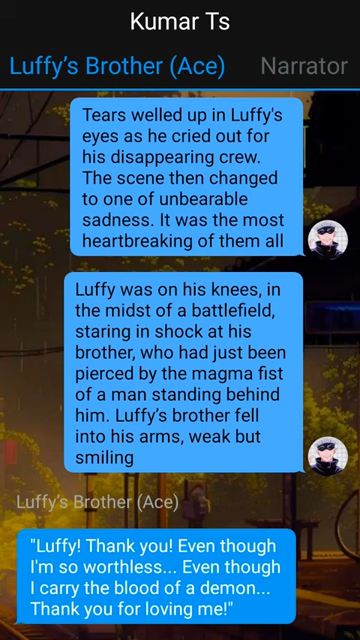 Kumar Ts
Luffy's Brother (Ace) Narrator
Tears welled up in Luffy's
eyes as he cried out for
his disappearing crew.
The scene then changed
to one of unbearable
sadness. It was the most
heartbreaking of them all
Luffy was on his knees, in
the midst of a battlefield,
staring in shock at his
brother, who had just been
pierced by the magma fist
of a man standing behind
him. Luffy’s brother fell
into his arms, weak but
smiling
Luffy’s Brother (Ace)
"Luffy! Thank you! Even though
I'm so worthless... Even though
I carry the blood of a demon...
Thank you for loving me!"